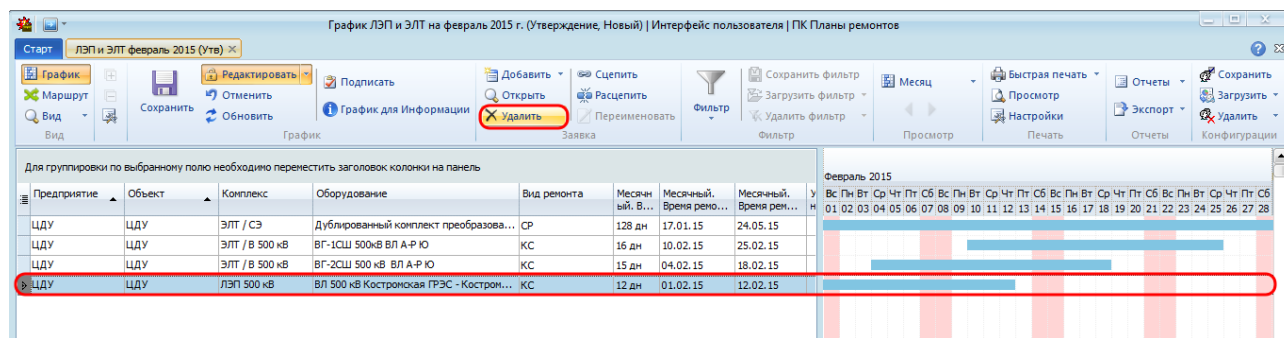 График ЛЭП и ЭЛТ на февраль 2015 г. (Утверждение, Новый) | Интерфейс пользователя | ПК Планы ремонтов
Старт ЛЭП и ЭЛТ февраль 2015 (Утв)
График Редактировать Подписать Добавить Сцепить Сохранить фильтр Месяц Быстрая печать Отчеты Сохранить
Маршрут Сохранить Отменить Открыть Расцепить Фильтр Загрузить фильтр Просмотр Загрузить
Вид Обновить График для Информации Удалить Переименовать Удалить фильтр Настройки Экспорт Удалить
Вид График Заявка Фильтр Просмотр Печать Отчеты Конфигурации
Для группировки по выбранному полю необходимо переместить заголовок колонки на панель
Февраль 2015
Предприятие Объект Комплекс Оборудование Вид ремонта Месячн Месячный. Месячный. У Вс Пн Вт Ср Чт Пт Сб Вс Пн Вт Ср Чт Пт Сб Вс Пн Вт Ср Чт Пт Сб Вс Пн Вт Ср Чт Пт Сб
ый. В... Время ремо... Время рем... н 01 02 03 04 05 06 07 08 09 10 11 12 13 14 15 16 17 18 19 20 21 22 23 24 25 26 27 28
ЦДУ ЦДУ ЭЛТ / СЭ Дублированный комплект преобразова... СР 128 дн 17.01.15 24.05.15
ЦДУ ЦДУ ЭЛТ / В 500 кВ ВГ-1СШ 500кВ ВЛ А-Р Ю КС 16 дн 10.02.15 25.02.15
ЦДУ ЦДУ ЭЛТ / В 500 кВ ВГ-2СШ 500 кВ ВЛ А-Р Ю КС 15 дн 04.02.15 18.02.15
ЦДУ ЦДУ ЛЭП 500 кВ ВЛ 500 кВ Костромская ГРЭС - Костром... КС 12 дн 01.02.15 12.02.15